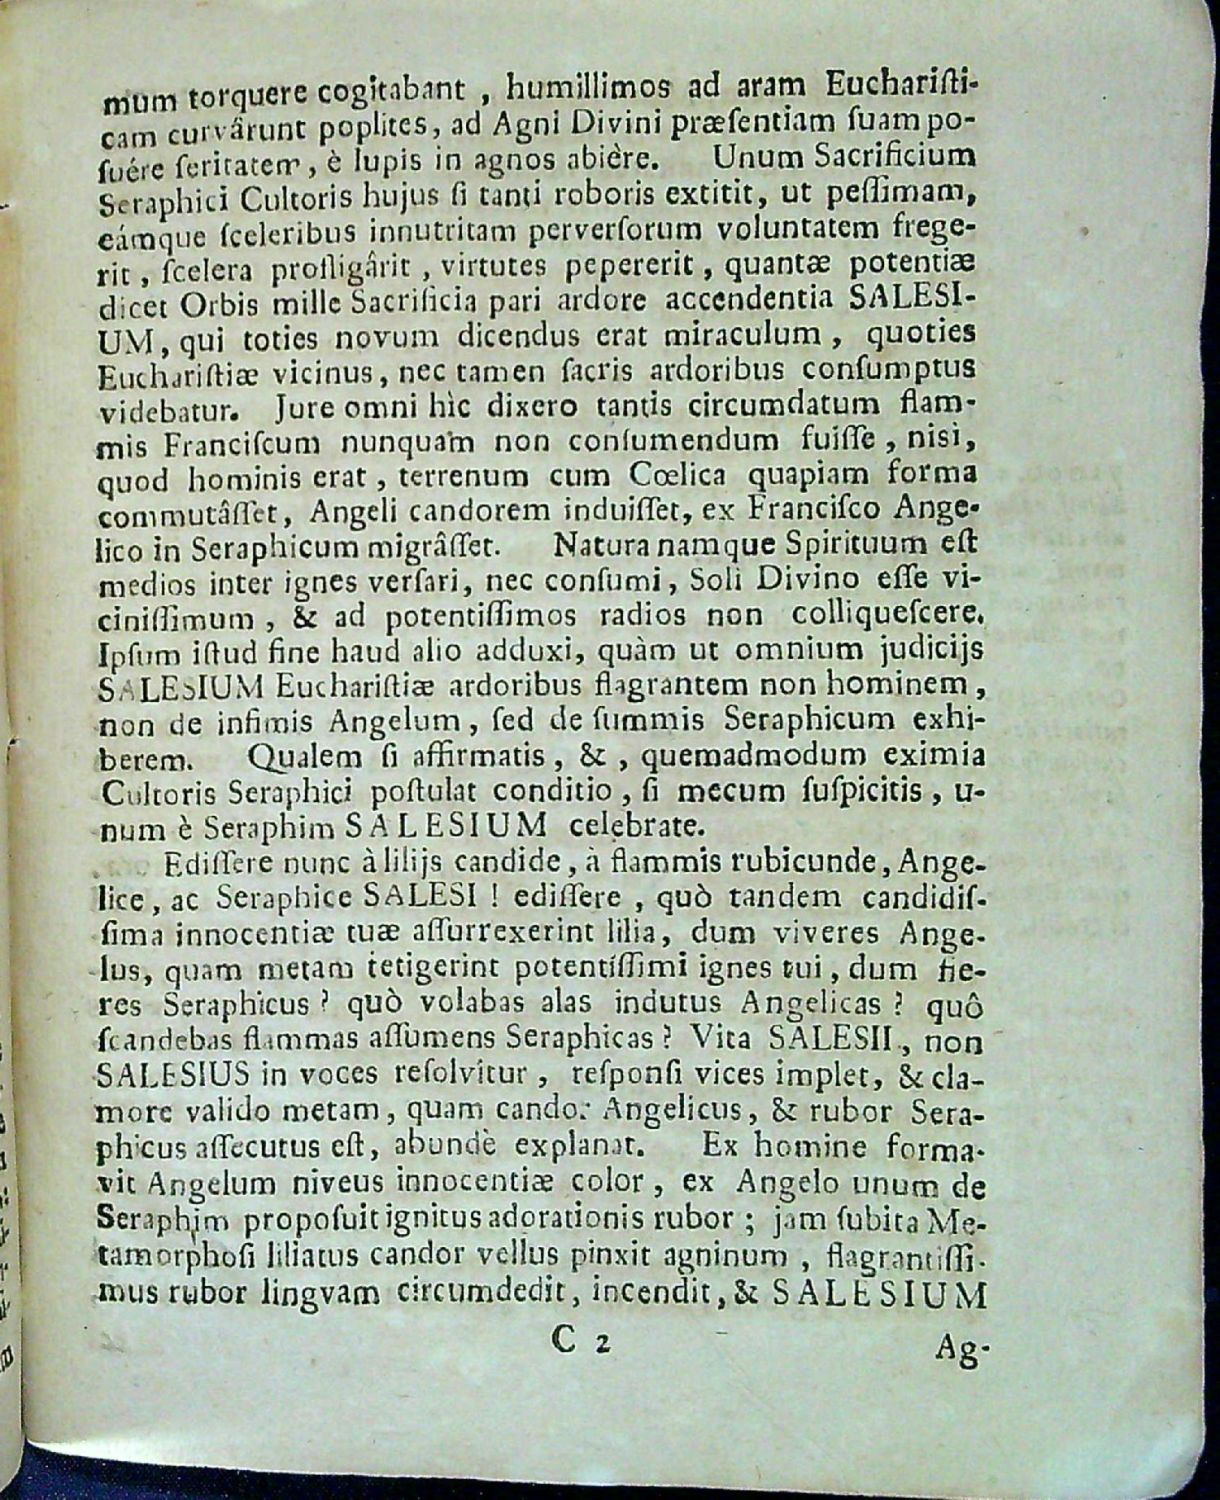 mum torquere cogitabant , humillimos ad aram Euchariſti-
cam curvârunt poplites, ad Agni Divini præſentiam ſuam po-
ſuére feritatem , è lupis in agnos abière. Unum Sacrificium
Seraphici Cultoris hujus ſi tanti roboris extitit, ut peſſimam,
eámque ſceleribus innutritam perverſorum voluntatem frege-
rit , ſcelera profligârit , virtutes pepererit , quantæ potentiæ
dicet Orbis mille Sacrificia pari ardore accendentia SALESI-
UM, qui toties novum dicendus erat miraculum , quoties
Euchariſtiæ vicinus, nec tamen ſacris ardoribus conſumptus
videbatur. Jure omni hìc dixero tantis circumdatum flam-
mis Franciſcum nunquam non conſumendum fuiſſe , nisi,
quod hominis erat , terrenum cum Cœlica quapiam forma
commutâſſet, Angeli candorem induiſſet, ex Franciſco Ange-
lico in Seraphicum migrâſſet. Natura namque Spirituum eſt
medios inter ignes verſari, nec conſumi, Soli Divino eſſe vi-
ciniſſimum , & ad potentiſſimos radios non colliqueſcere.
Ipſum iſtud fine haud alio adduxi, quàm ut omnium judicijs
SALESIUM Euchariſtiæ ardoribus flagrantem non hominem ,
non de infimis Angelum, ſed de ſummis Seraphicum exhi-
berem. Qualem ſi affirmatis, & , quemadmodum eximia
Cultoris Seraphici poſtulat conditio , ſi mecum ſuſpicitis , u-
num è Seraphim SALESIUM celebrate.
Ediſſere nunc à lilijs candide, à flammis rubicunde, Ange-
lice, ac Seraphice SALESI ! ediſſere , quò tandem candidiſ-
ſima innocentiæ tuæ aſſurrexerint lilia, dum viveres Ange-
lus, quam metam tetigerint potentiſſimi ignes tui, dum fie-
res Seraphicus ? quò volabas alas indutus Angelicas ? quô
ſcandebas flammas aſſumens Seraphicas ? Vita SALESII, non
SALESIUS in voces reſolvitur , reſponſi vices implet, & cla-
more valido metam, quam candor Angelicus, & rubor Sera-
phicus aſſecutus eſt, abundè explanat. Ex homine forma-
vit Angelum niveus innocentiæ color , ex Angelo unum de
Seraphim propoſuit ignitus adorationis rubor ; jam ſubita Me-
tamorphoſi liliatus candor vellus pinxit agninum , flagrantiſſi-
mus rubor lingvam circumdedit, incendit, & SALESIUM
C 2
Ag-